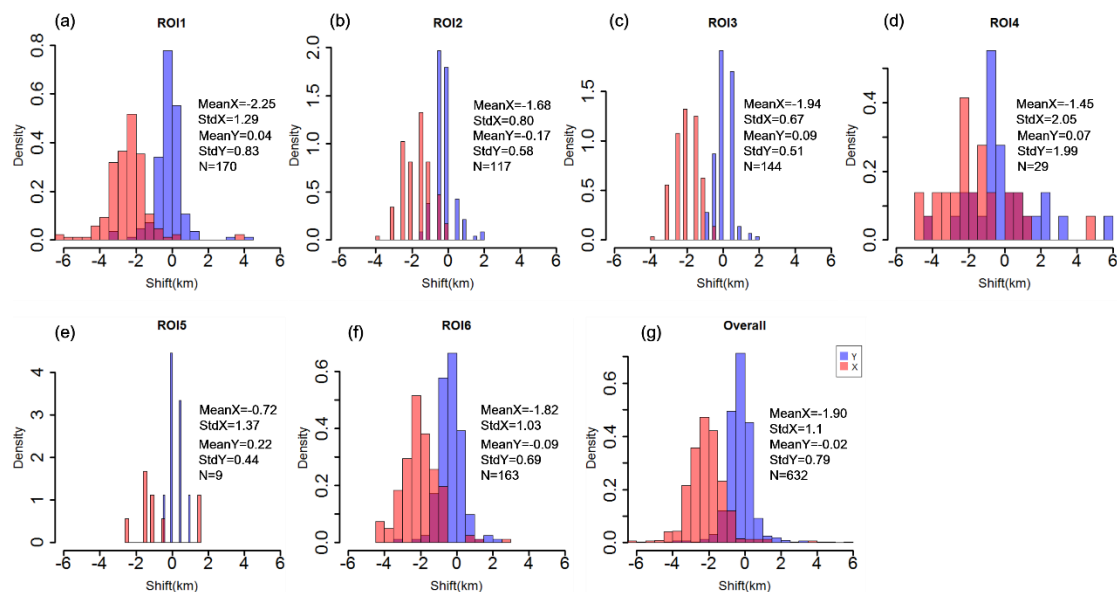 (a)
ROI1
0.8
0.6
0.4
0.2
0.0
Density
MeanX=-2.25
StdX=1.29
MeanY=0.04
StdY=0.83
N=170
-6 -4 -2 0 2 4 6
Shift(km)
(b)
ROI2
2.0
1.5
1.0
0.5
0.0
Density
MeanX=-1.68
StdX=0.80
MeanY=-0.17
StdY=0.58
N=117
-6 -4 -2 0 2 4 6
Shift(km)
(c)
ROI3
1.5
1.0
0.5
0.0
Density
MeanX=-1.94
StdX=0.67
MeanY=0.09
StdY=0.51
N=144
-6 -4 -2 0 2 4 6
Shift(km)
(d)
ROI4
0.4
0.2
0.0
Density
MeanX=-1.45
StdX=2.05
MeanY=0.07
StdY=1.99
N=29
-6 -4 -2 0 2 4 6
Shift(km)
(e)
ROI5
4
3
2
1
0
Density
MeanX=-0.72
StdX=1.37
MeanY=0.22
StdY=0.44
N=9
-6 -4 -2 0 2 4 6
Shift(km)
(f)
ROI6
0.6
0.4
0.2
0.0
Density
MeanX=-1.82
StdX=1.03
MeanY=-0.09
StdY=0.69
N=163
-6 -4 -2 0 2 4 6
Shift(km)
(g)
Overall
Y
X
0.6
0.4
0.2
0.0
Density
MeanX=-1.90
StdX=1.1
MeanY=-0.02
StdY=0.79
N=632
-6 -4 -2 0 2 4 6
Shift(km)